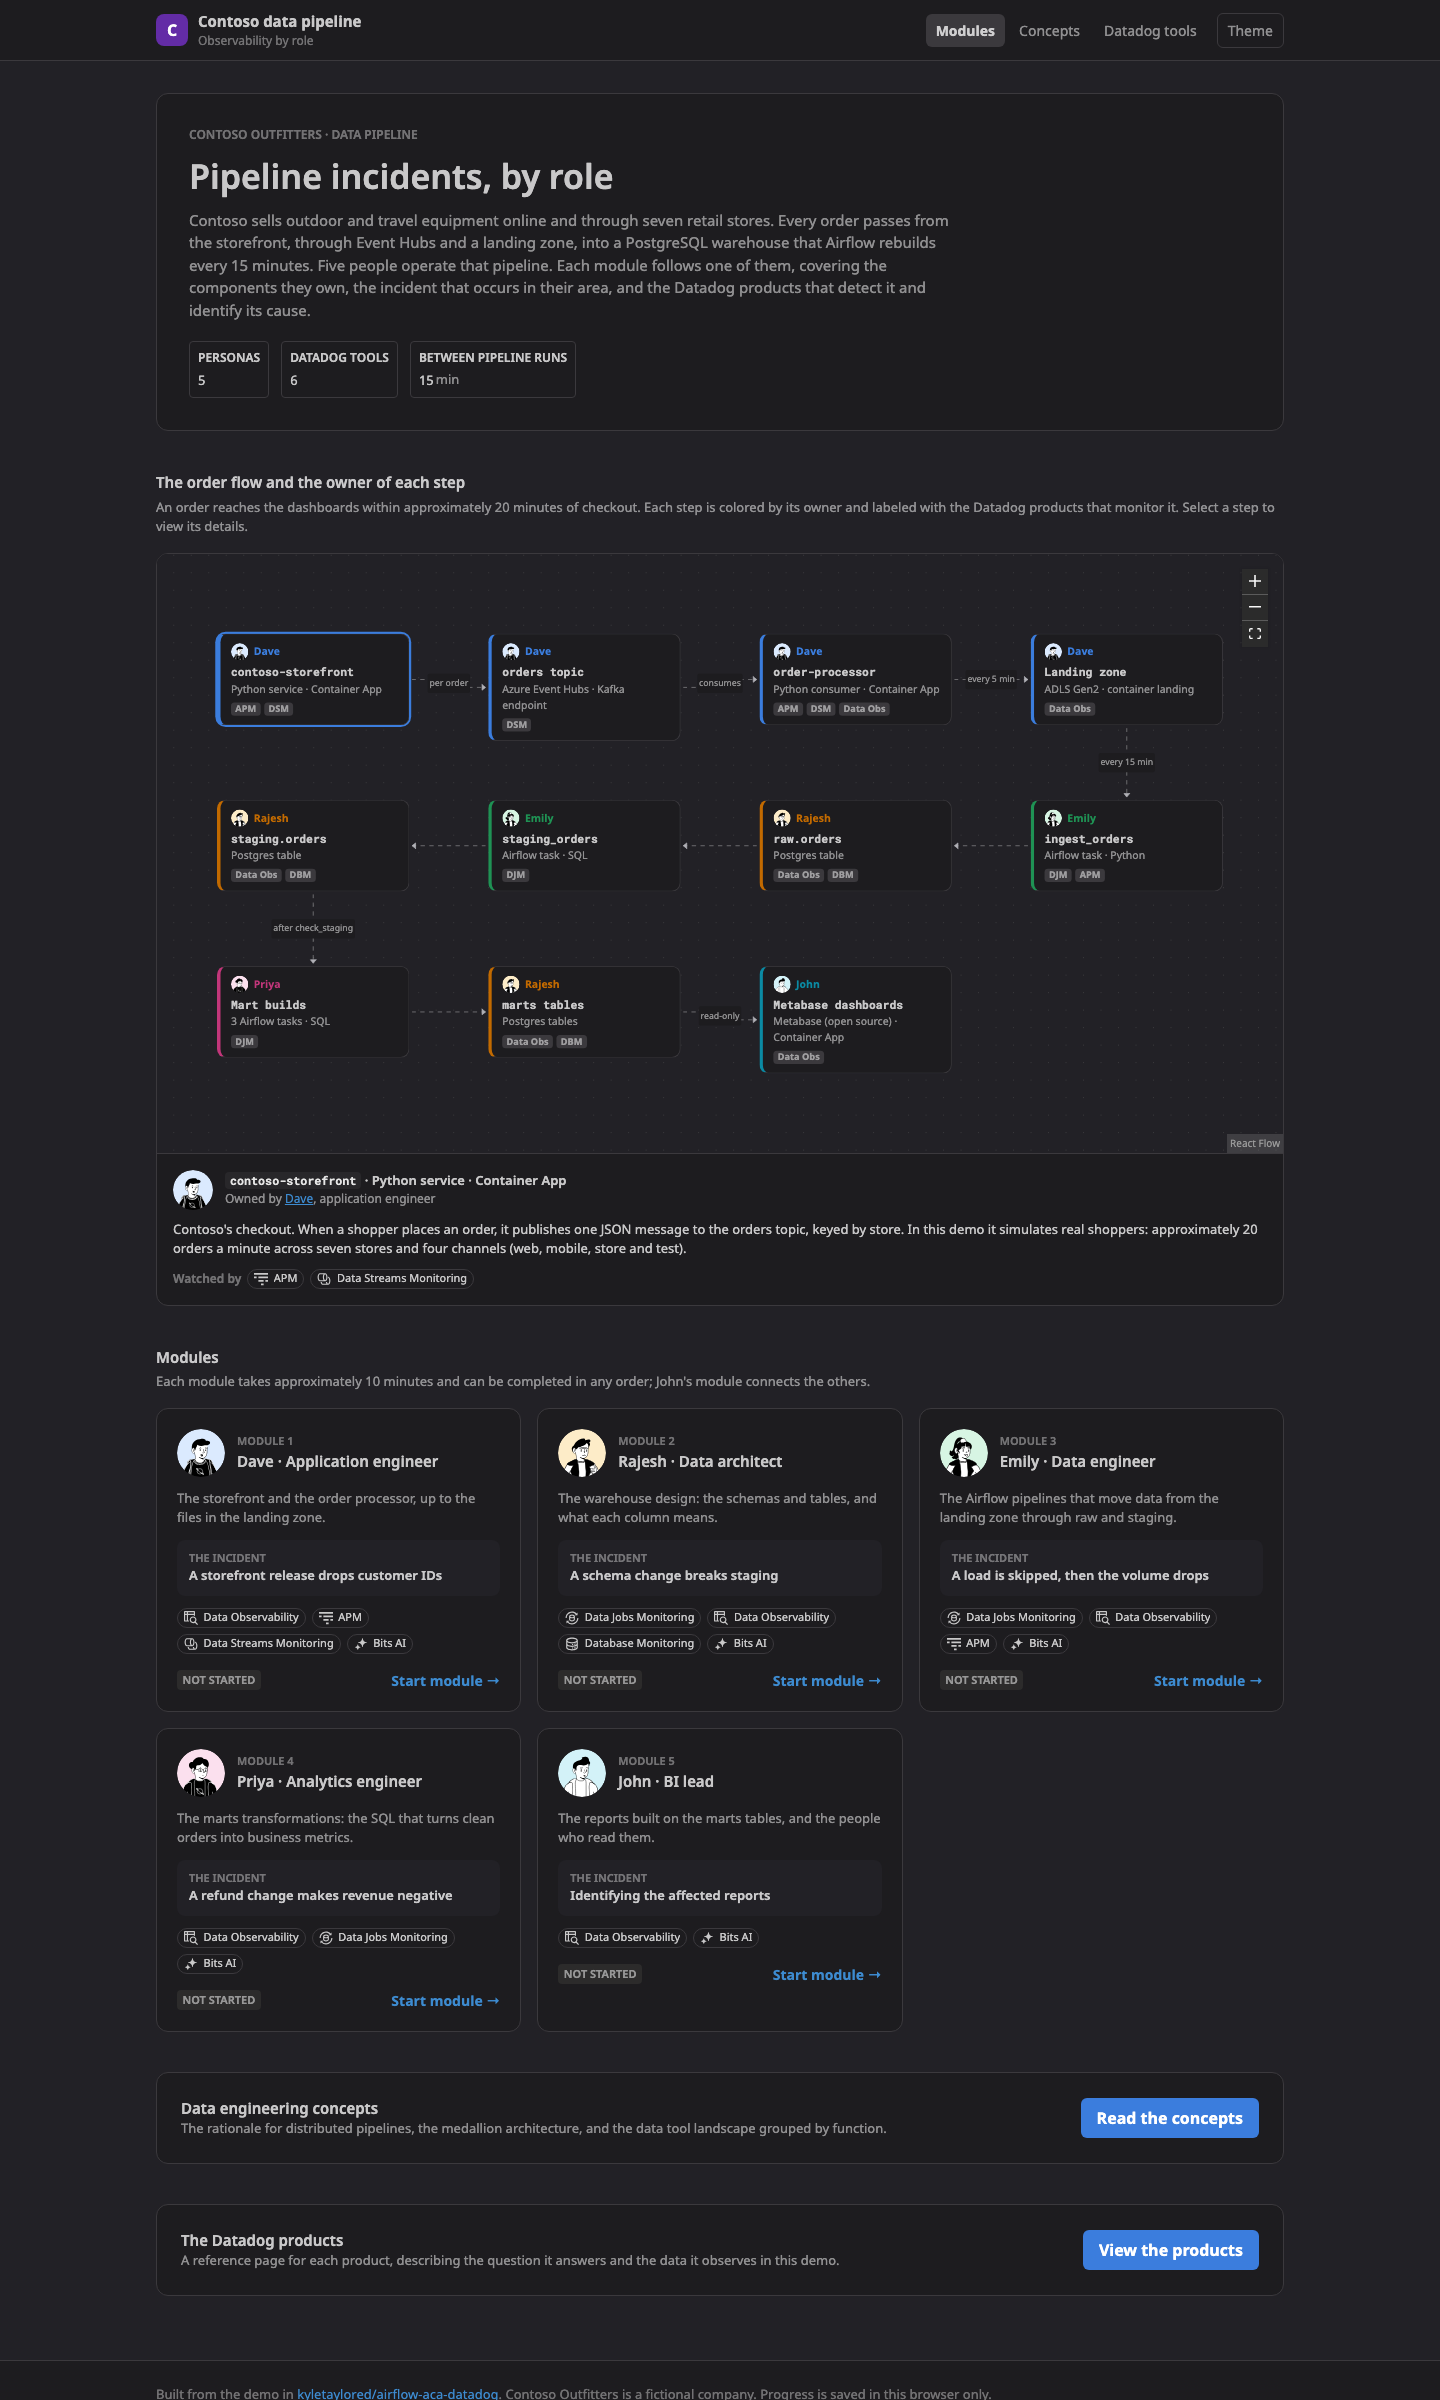 C
Contoso data pipeline
Observability by role
Modules
Concepts
Datadog tools
Theme
CONTOSO OUTFITTERS · DATA PIPELINE
Pipeline incidents, by role
Contoso sells outdoor and travel equipment online and through seven retail stores. Every order passes from
the storefront, through Event Hubs and a landing zone, into a PostgreSQL warehouse that Airflow rebuilds
every 15 minutes. Five people operate that pipeline. Each module follows one of them, covering the
components they own, the incident that occurs in their area, and the Datadog products that detect it and
identify its cause.
PERSONAS
5
DATADOG TOOLS
6
BETWEEN PIPELINE RUNS
15 min
The order flow and the owner of each step
An order reaches the dashboards within approximately 20 minutes of checkout. Each step is colored by its owner and labeled with the Datadog products that monitor it. Select a step to
view its details.
Dave
contoso-storefront
Python service · Container App
APM DSM
per order
Dave
orders topic
Azure Event Hubs · Kafka
endpoint
DSM
consumes
Dave
order-processor
Python consumer · Container App
APM DSM Data Obs
every 5 min
Dave
Landing zone
ADLS Gen2 · container landing
Data Obs
every 15 min
Rajesh
staging.orders
Postgres table
Data Obs DBM
Emily
staging_orders
Airflow task · SQL
DJM
Rajesh
raw.orders
Postgres table
Data Obs DBM
Emily
ingest_orders
Airflow task · Python
DJM APM
after check_staging
Priya
Mart builds
3 Airflow tasks · SQL
DJM
Rajesh
marts tables
Postgres tables
Data Obs DBM
read-only
John
Metabase dashboards
Metabase (open source) ·
Container App
Data Obs
React Flow
contoso-storefront · Python service · Container App
Owned by Dave, application engineer
Contoso's checkout. When a shopper places an order, it publishes one JSON message to the orders topic, keyed by store. In this demo it simulates real shoppers: approximately 20
orders a minute across seven stores and four channels (web, mobile, store and test).
Watched by APM Data Streams Monitoring
Modules
Each module takes approximately 10 minutes and can be completed in any order; John's module connects the others.
MODULE 1
Dave · Application engineer
The storefront and the order processor, up to the
files in the landing zone.
THE INCIDENT
A storefront release drops customer IDs
Data Observability APM
Data Streams Monitoring Bits AI
NOT STARTED Start module →
MODULE 2
Rajesh · Data architect
The warehouse design: the schemas and tables, and
what each column means.
THE INCIDENT
A schema change breaks staging
Data Jobs Monitoring Data Observability
Database Monitoring Bits AI
NOT STARTED Start module →
MODULE 3
Emily · Data engineer
The Airflow pipelines that move data from the
landing zone through raw and staging.
THE INCIDENT
A load is skipped, then the volume drops
Data Jobs Monitoring Data Observability
APM Bits AI
NOT STARTED Start module →
MODULE 4
Priya · Analytics engineer
The marts transformations: the SQL that turns clean
orders into business metrics.
THE INCIDENT
A refund change makes revenue negative
Data Observability Data Jobs Monitoring
Bits AI
NOT STARTED Start module →
MODULE 5
John · BI lead
The reports built on the marts tables, and the people
who read them.
THE INCIDENT
Identifying the affected reports
Data Observability Bits AI
NOT STARTED Start module →
Data engineering concepts
The rationale for distributed pipelines, the medallion architecture, and the data tool landscape grouped by function.
Read the concepts
The Datadog products
A reference page for each product, describing the question it answers and the data it observes in this demo.
View the products
Built from the demo in kyletaylored/airflow-aca-datadog. Contoso Outfitters is a fictional company. Progress is saved in this browser only.